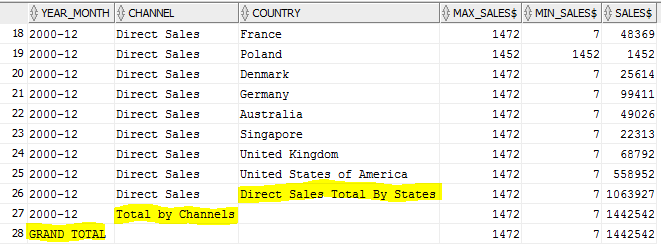 YEAR_MONTH CHANNEL COUNTRY MAX_SALES$ MIN_SALES$ SALES$
18 2000-12 Direct Sales France 1472 7 48369
19 2000-12 Direct Sales Poland 1452 1452 1452
20 2000-12 Direct Sales Denmark 1472 7 25614
21 2000-12 Direct Sales Germany 1472 7 99411
22 2000-12 Direct Sales Australia 1472 7 49026
23 2000-12 Direct Sales Singapore 1472 7 22313
24 2000-12 Direct Sales United Kingdom 1472 7 68792
25 2000-12 Direct Sales United States of America 1472 7 558952
26 2000-12 Direct Sales Direct Sales Total By States 1472 7 1063927
27 2000-12 Total by Channels 1472 7 1442542
28 GRAND TOTAL 1472 7 1442542